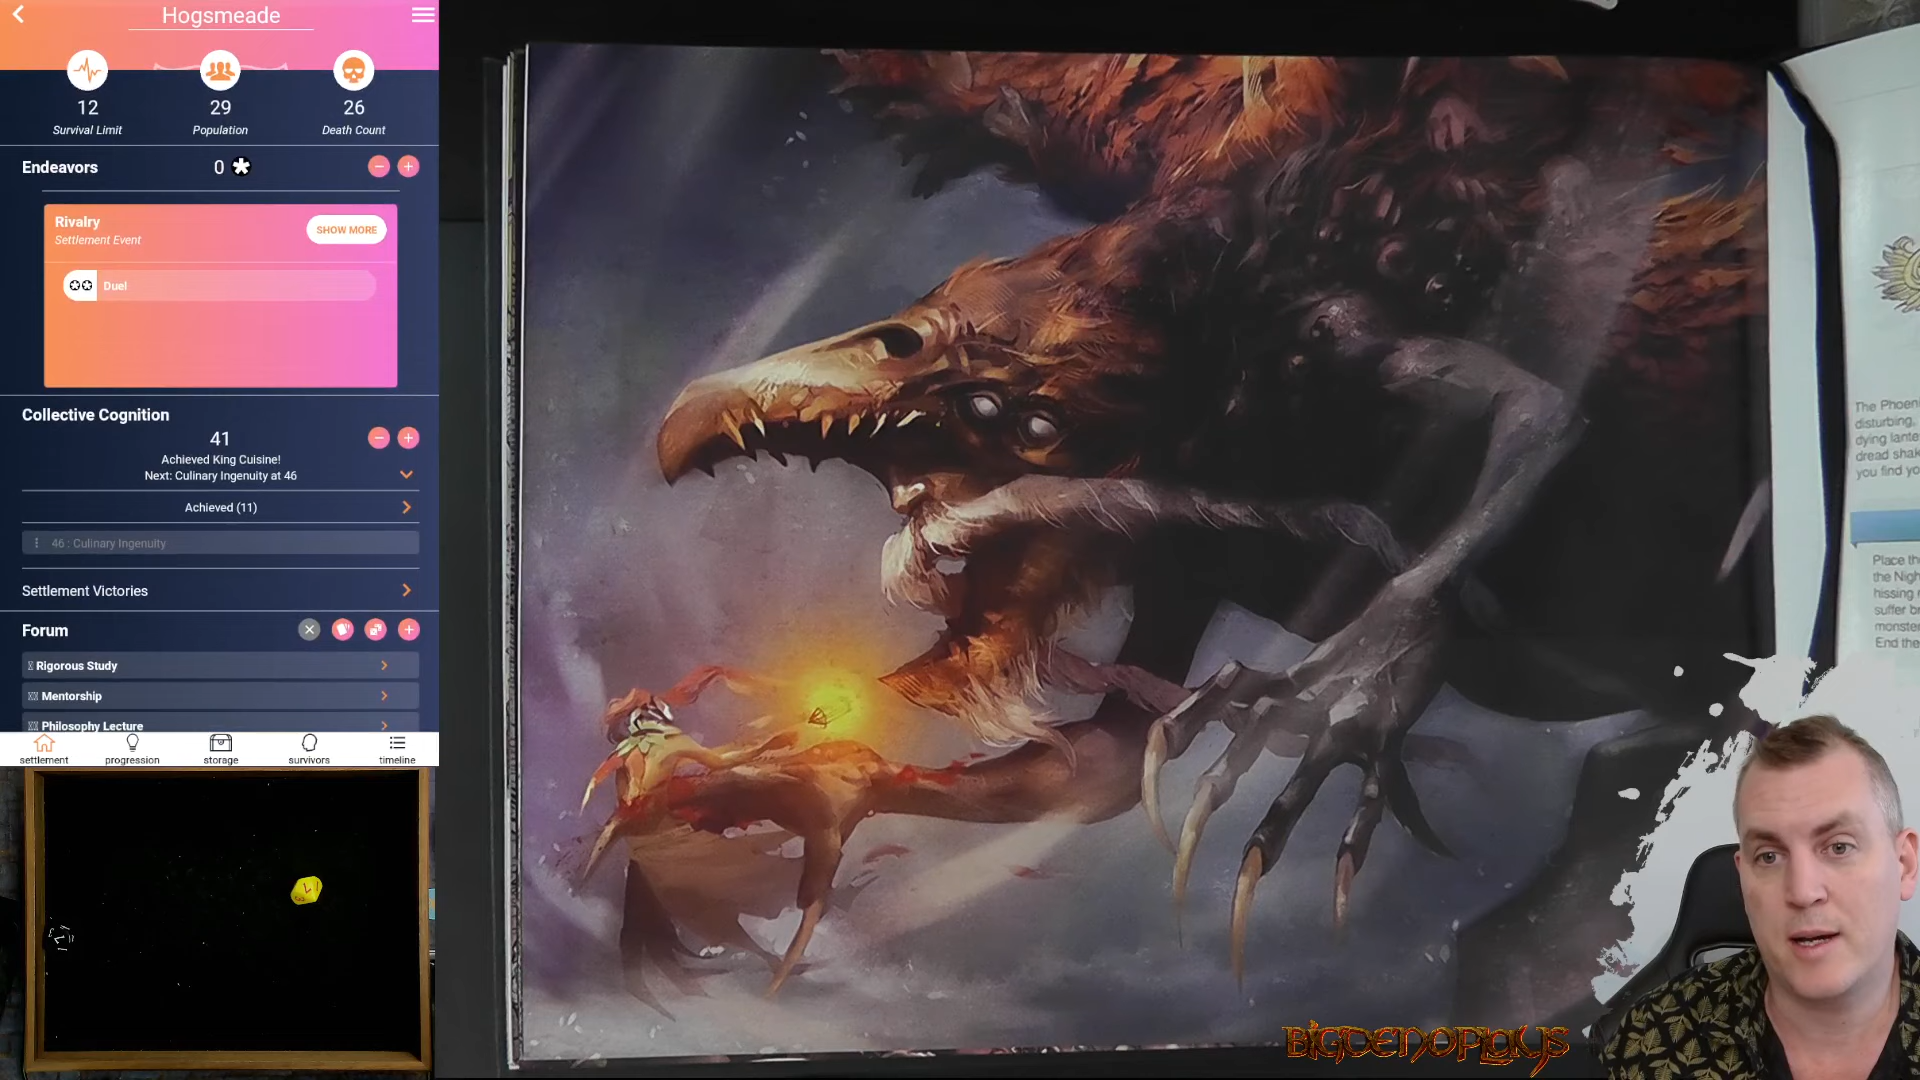 Hogsmeade
12
29
26
Survival Limit
Population
Death Count
Endeavors
0
Rivalry
SHOW MORE
Settlement Event
Duel
Collective Cognition
41
Achieved King Cuisine!
Next: Culinary Ingenuity at 46
Achieved (11)
46 : Culinary Ingenuity
Settlement Victories
Forum
Rigorous Study
Mentorship
Philosophy Lecture
settlement
progression
storage
survivors
timeline
The Phoeni
disturbing,
dying lante
dread shak
you find yo
Place th
the Nigh
hissing
suffer br
monster
End the
BIGDENOPLAYS